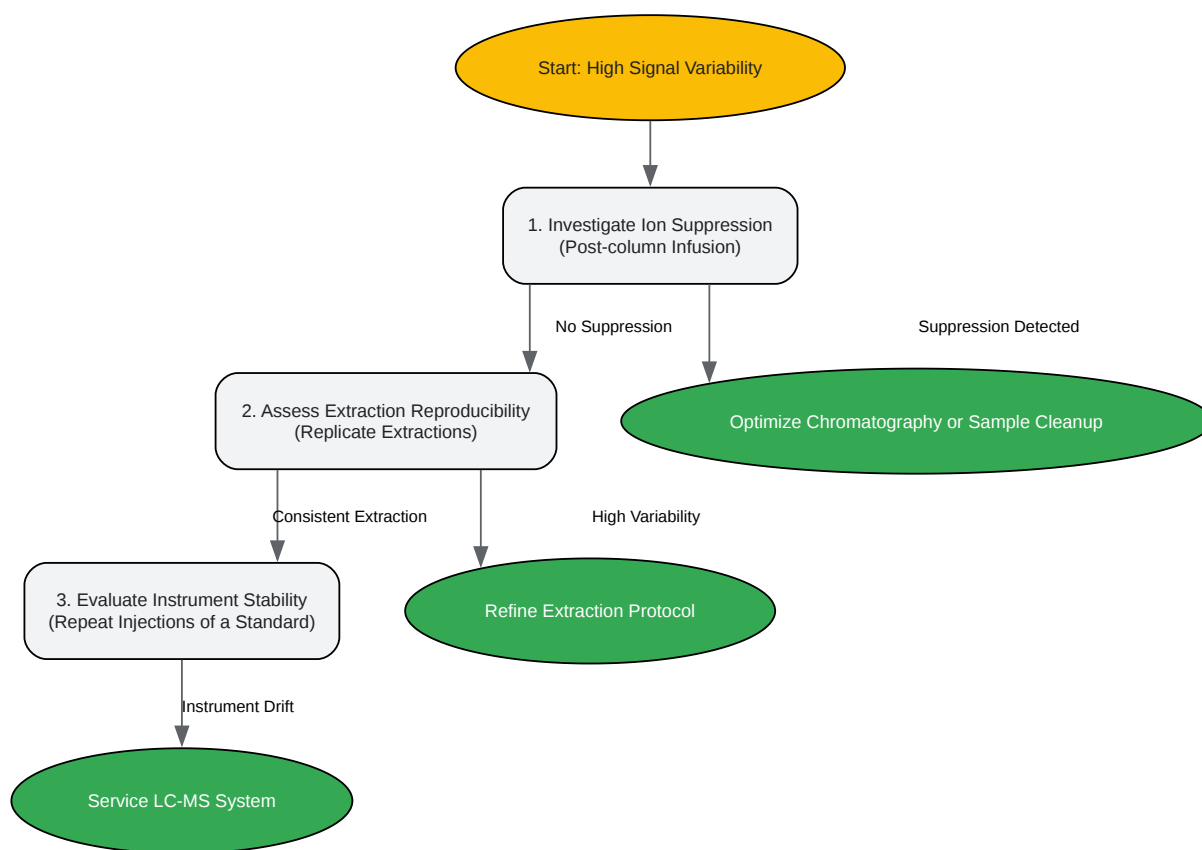 Start: High Signal Variability
1. Investigate Ion Suppression
(Post-column Infusion)
No Suppression
Suppression Detected
2. Assess Extraction Reproducibility
(Replicate Extractions)
Optimize Chromatography or Sample Cleanup
Consistent Extraction
High Variability
3. Evaluate Instrument Stability
(Repeat Injections of a Standard)
Refine Extraction Protocol
Instrument Drift
Service LC-MS System